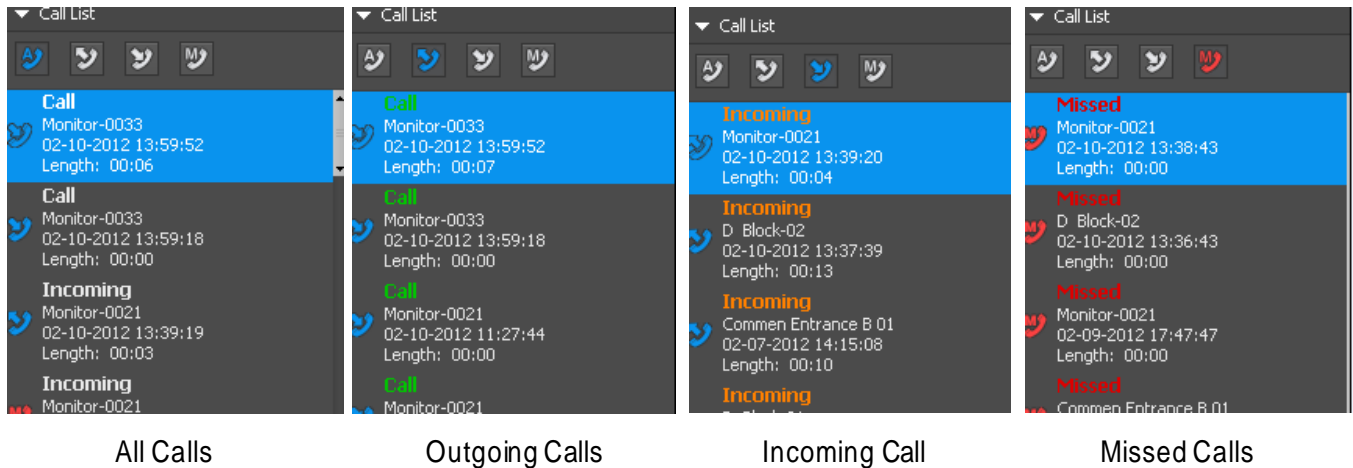 Call List
A M
Call
Monitor-0033
02-10-2012 13:59:52
Length: 00:06
Call
Monitor-0033
02-10-2012 13:59:18
Length: 00:00
Incoming
Monitor-0021
02-10-2012 13:39:19
Length: 00:03
Incoming
Monitor-0021
All Calls
Call List
A M
Call
Monitor-0033
02-10-2012 13:59:52
Length: 00:07
Call
Monitor-0033
02-10-2012 13:59:18
Length: 00:00
Call
Monitor-0021
02-10-2012 11:27:44
Length: 00:00
Call
Monitor-0021
Outgoing Calls
Call List
A M
Incoming
Monitor-0021
02-10-2012 13:39:20
Length: 00:04
Incoming
D Block-02
02-10-2012 13:37:39
Length: 00:13
Incoming
Commen Entrance B 01
02-07-2012 14:15:08
Length: 00:10
Incoming
Incoming Call
Call List
A M
Missed
Monitor-0021
02-10-2012 13:38:43
Length: 00:00
Missed
D Block-02
02-10-2012 13:36:43
Length: 00:00
Missed
Monitor-0021
02-09-2012 17:47:47
Length: 00:00
Missed
Commen Entrance B 01
Missed Calls